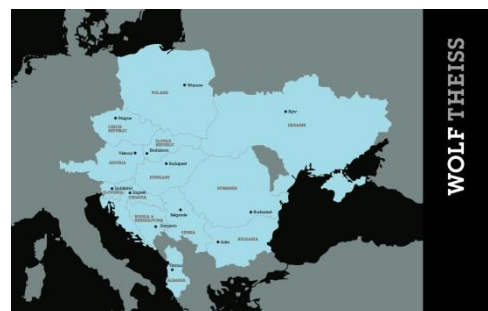 Warsaw
POLAND
Kyiv
UKRAINE
Prague
CZECH
REPUBLIC
SLOVAK
REPUBLIC
Vienna
Bratislava
AUSTRIA
Budapest
HUNGARY
ROMANIA
Ljubljana
SLOVENIA
Zagreb
CROATIA
Belgrade
Bucharest
BOSNIA &
HERZEGOVINA
Sarajevo
SERBIA
Sofia
BULGARIA
Tirana
ALBANIA
WOLF THEISS